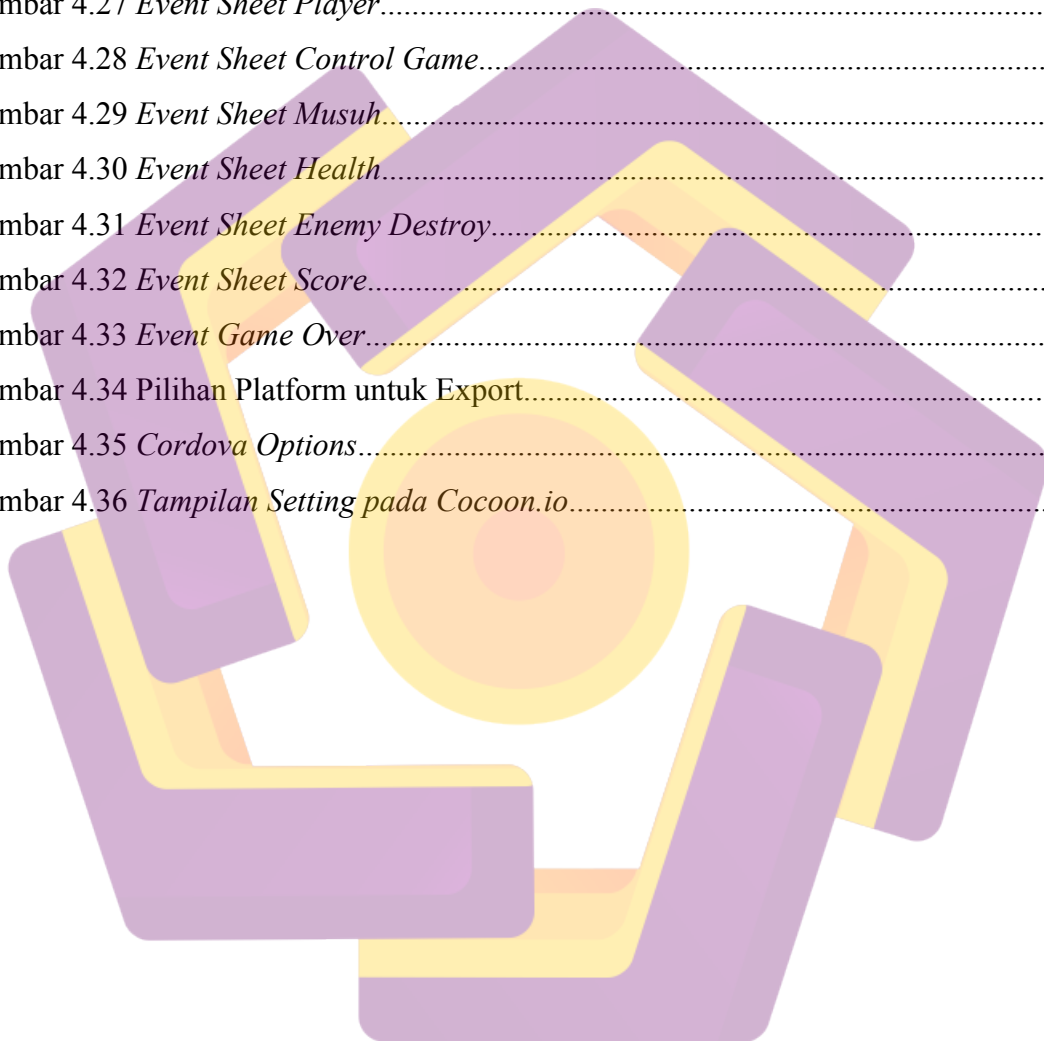 mbar 4.27 Event Sheet Player.....................................................................................
mbar 4.28 Event Sheet Control Game........................................................................
mbar 4.29 Event Sheet Musuh.....................................................................................
mbar 4.30 Event Sheet Health.....................................................................................
mbar 4.31 Event Sheet Enemy Destroy......................................................................
mbar 4.32 Event Sheet Score.......................................................................................
mbar 4.33 Event Game Over.......................................................................................
mbar 4.34 Pilihan Platform untuk Export..................................................................
mbar 4.35 Cordova Options........................................................................................
mbar 4.36 Tampilan Setting pada Cocoon.io.............................................................